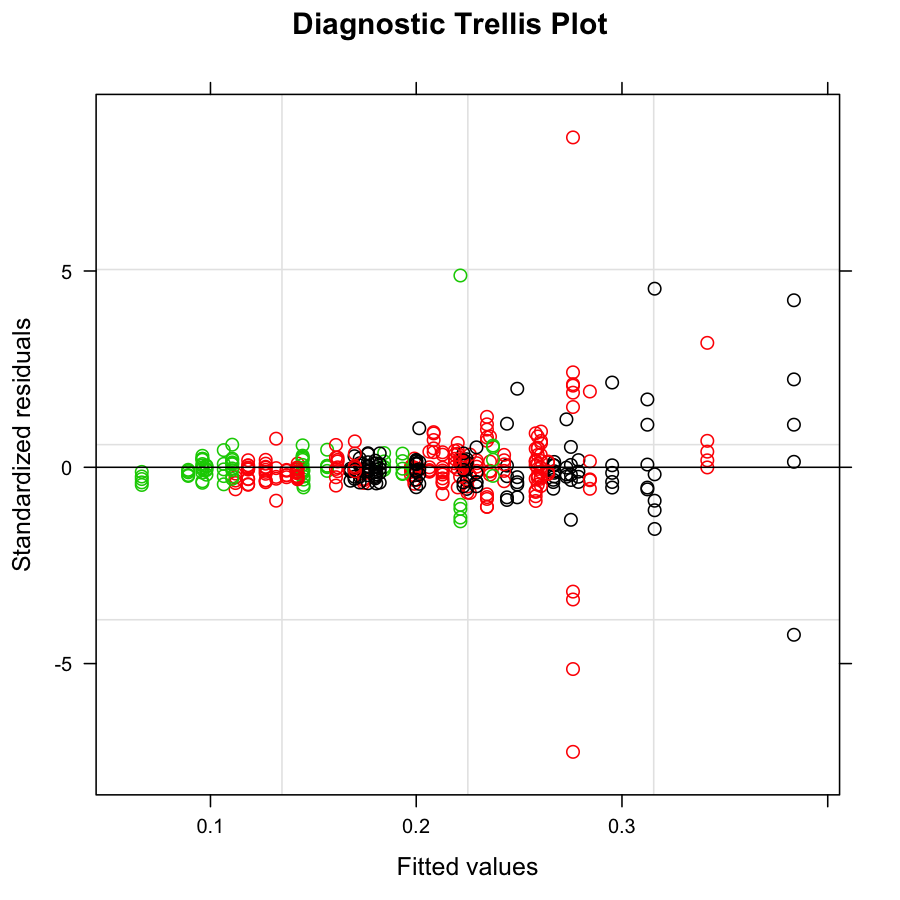 Diagnostic Trellis Plot
Standardized residuals
5
0
-5
0.1 0.2 0.3
Fitted values